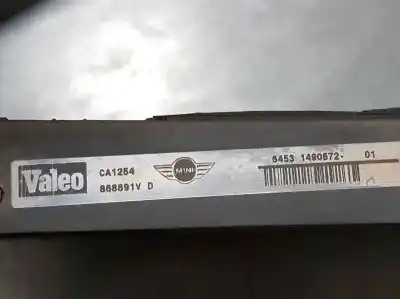 Valeo
CA1254
868891V D
MINI
6453 1490572- 01